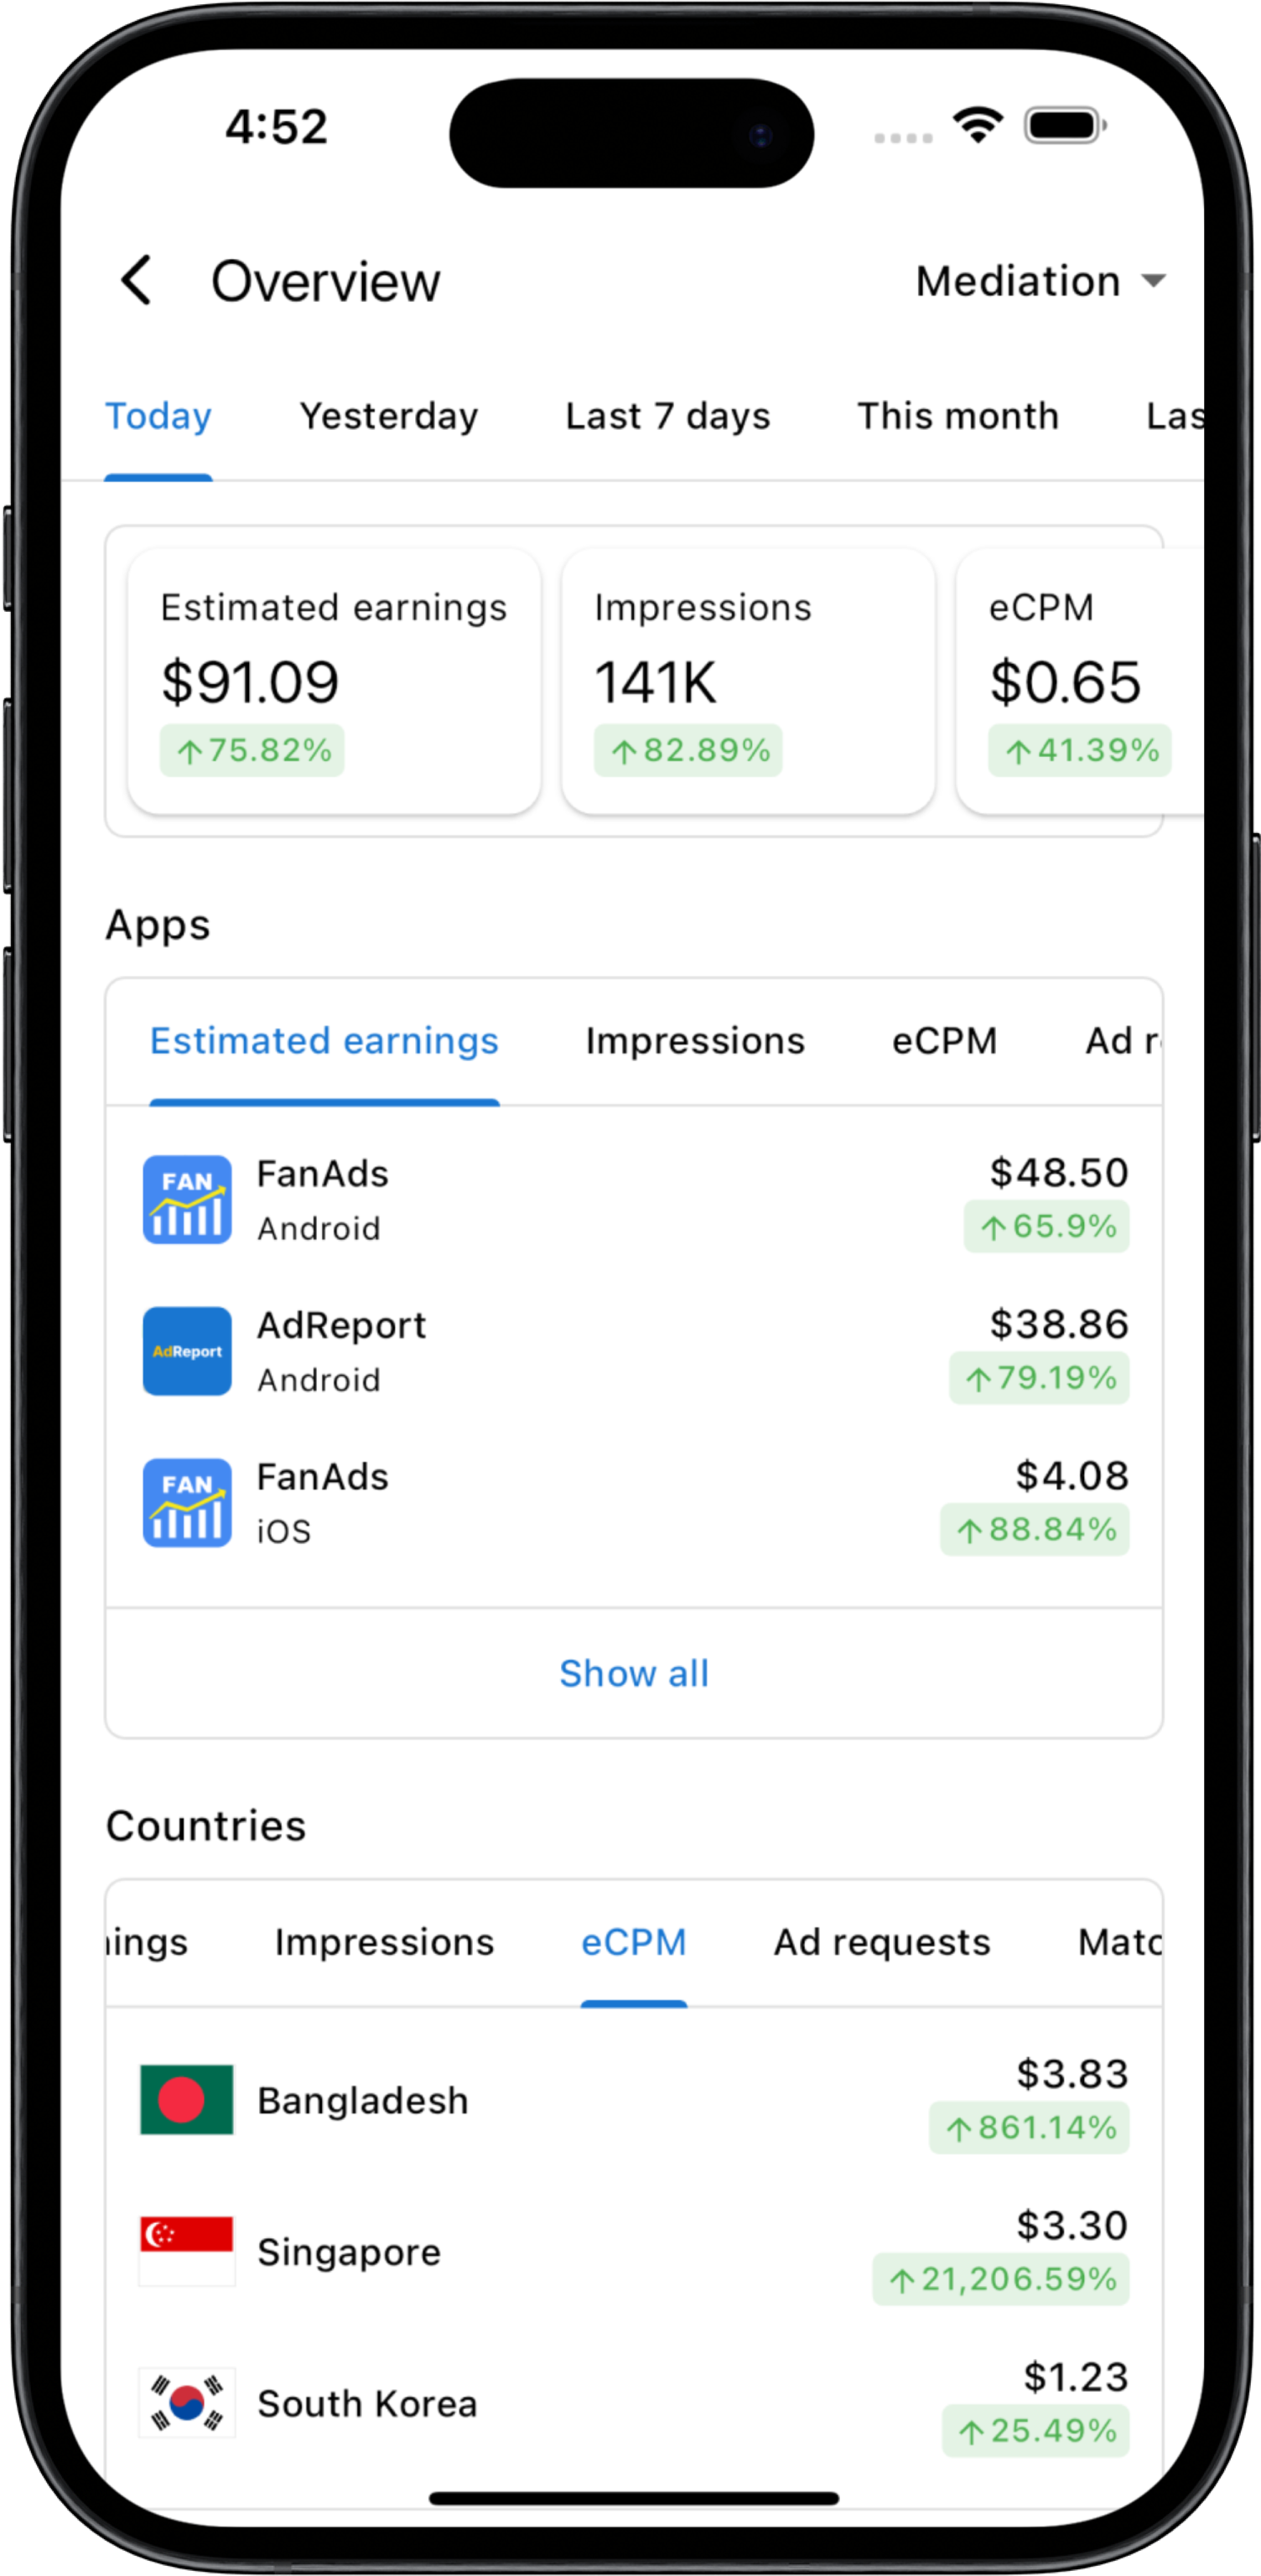 4:52
Overview
Mediation
Today Yesterday Last 7 days This month Las
Estimated earnings Impressions eCPM
$91.09 141K $0.65
↑75.82% ↑82.89% ↑41.39%
Apps
Estimated earnings Impressions eCPM Ad r
FAN
FanAds $48.50
Android ↑65.9%
AdReport
AdReport $38.86
Android ↑79.19%
FAN
FanAds $4.08
iOS ↑88.84%
Show all
Countries
nings Impressions eCPM Ad requests Matc
Bangladesh $3.83
↑861.14%
Singapore $3.30
↑21,206.59%
South Korea $1.23
↑25.49%